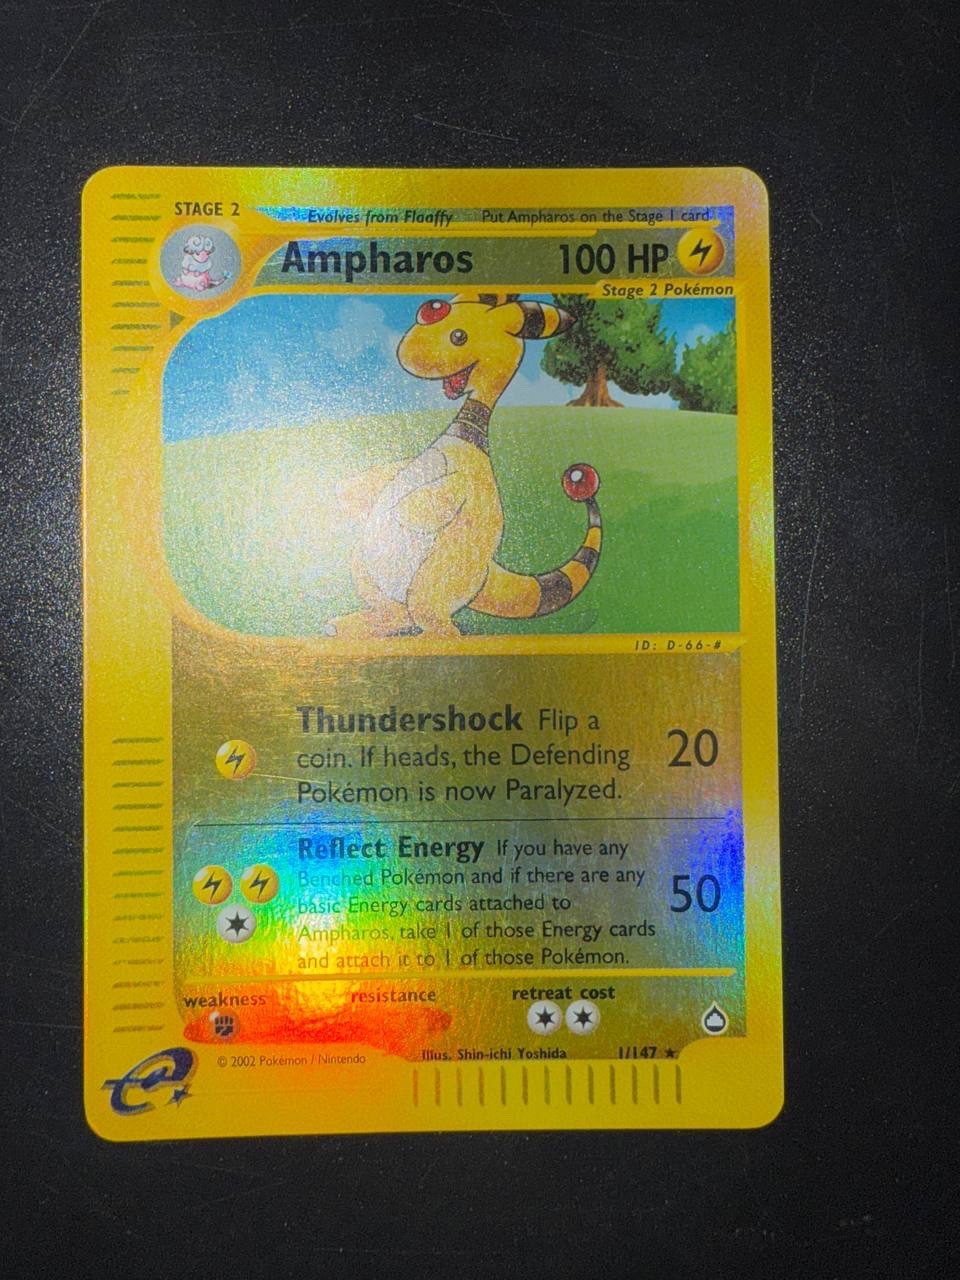 STAGE 2
Evolves from Flaaffy Put Ampharos on the Stage 1 card
Ampharos 100 HP
Stage 2 Pokémon
ID: D-66-#
Thundershock Flip a
coin. If heads, the Defending
Pokémon is now Paralyzed.
20
Reflect Energy If you have any
Benched Pokémon and if there are any
basic Energy cards attached to
Ampharos, take 1 of those Energy cards
and attach it to 1 of those Pokémon.
50
weakness resistance retreat cost
© 2002 Pokémon / Nintendo Illus. Shin-ichi Yoshida 1/147 ★
e